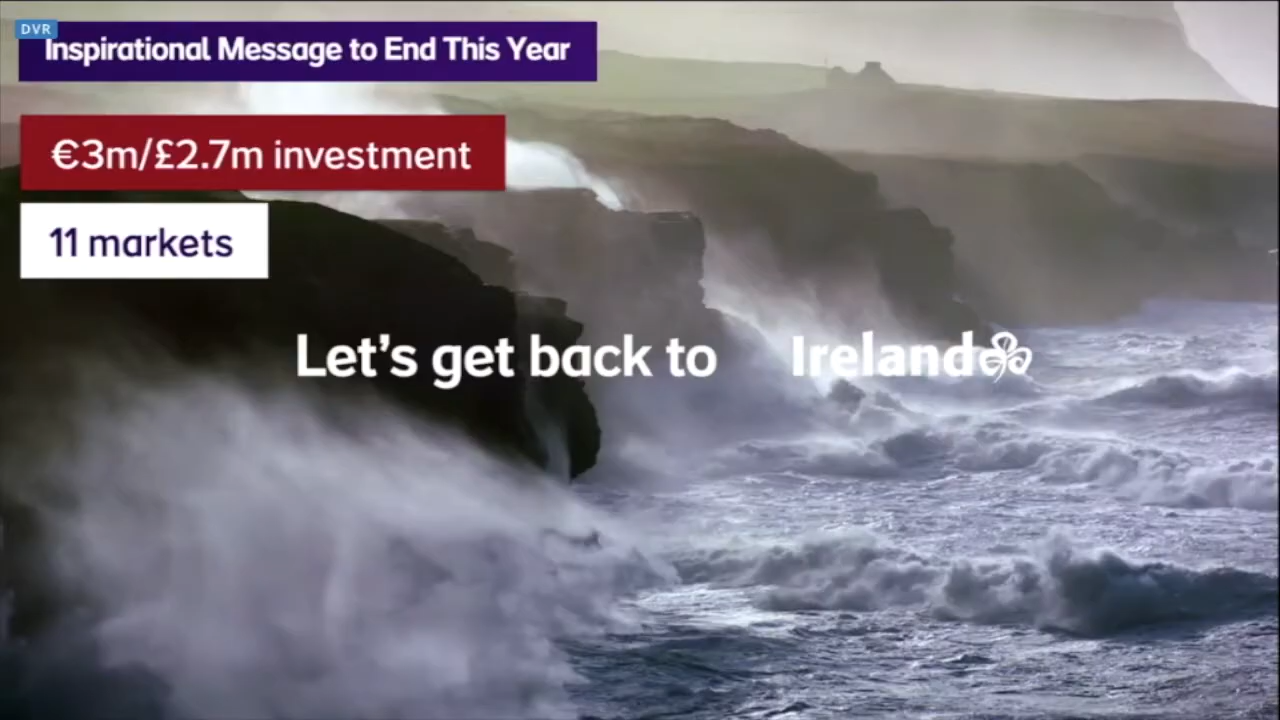 DVR
Inspirational Message to End This Year
€3m/£2.7m investment
11 markets
Let's get back to Ireland